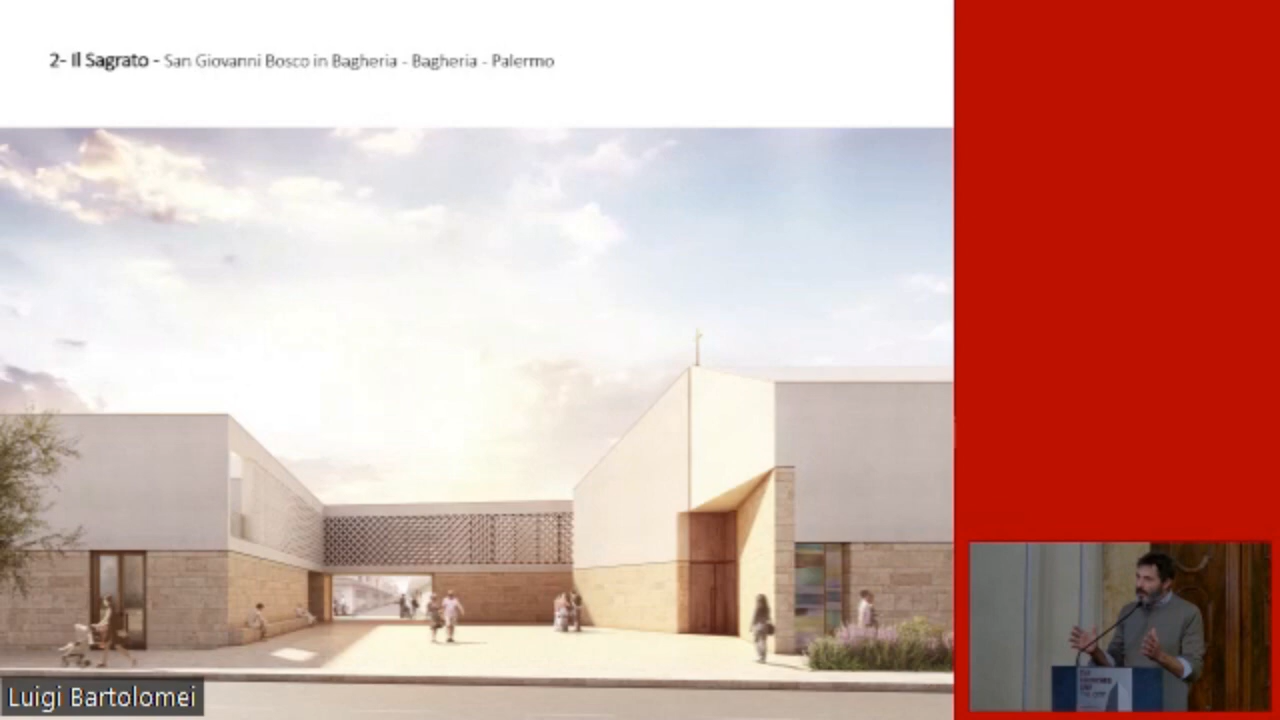 2- Il Sagrato - San Giovanni Bosco in Bagheria - Bagheria - Palermo
Luigi Bartolomei